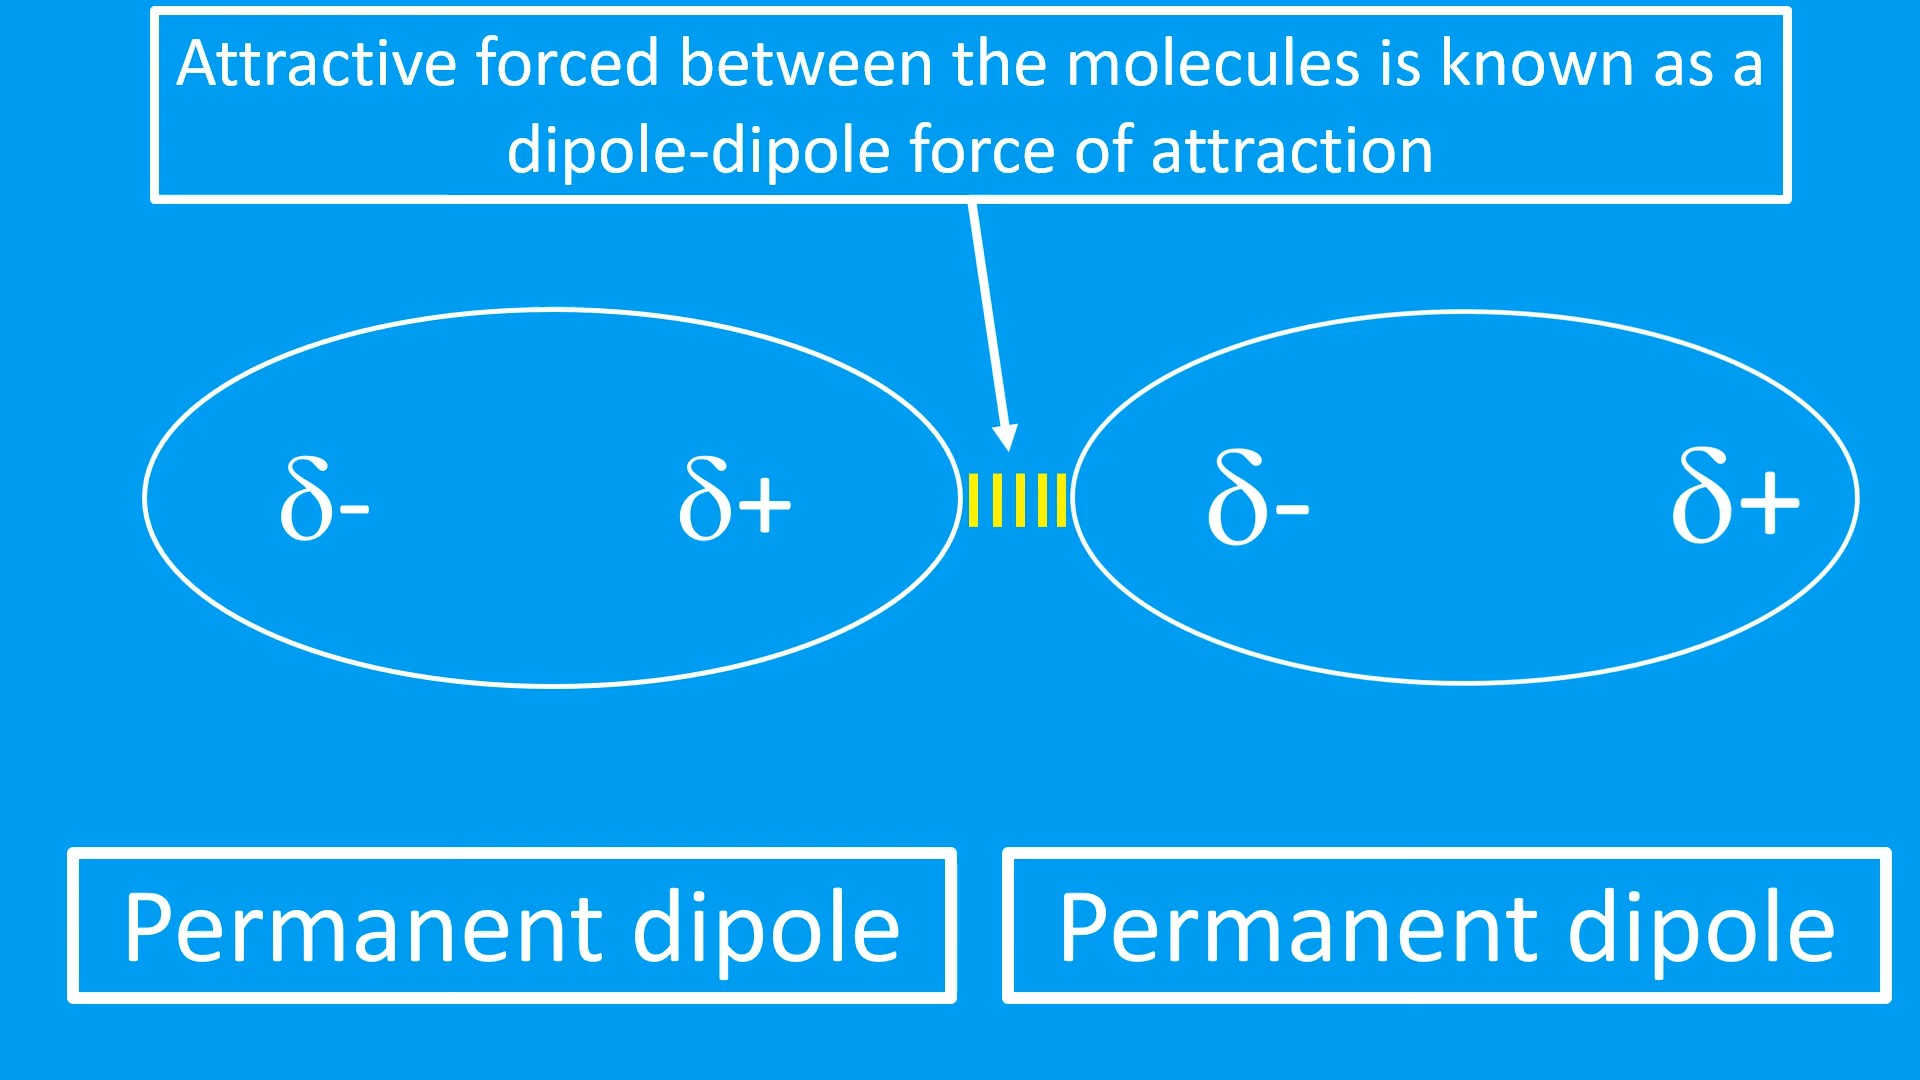 Attractive forced between the molecules is known as a
dipole-dipole force of attraction
δ- δ+ δ- δ+
Permanent dipole
Permanent dipole